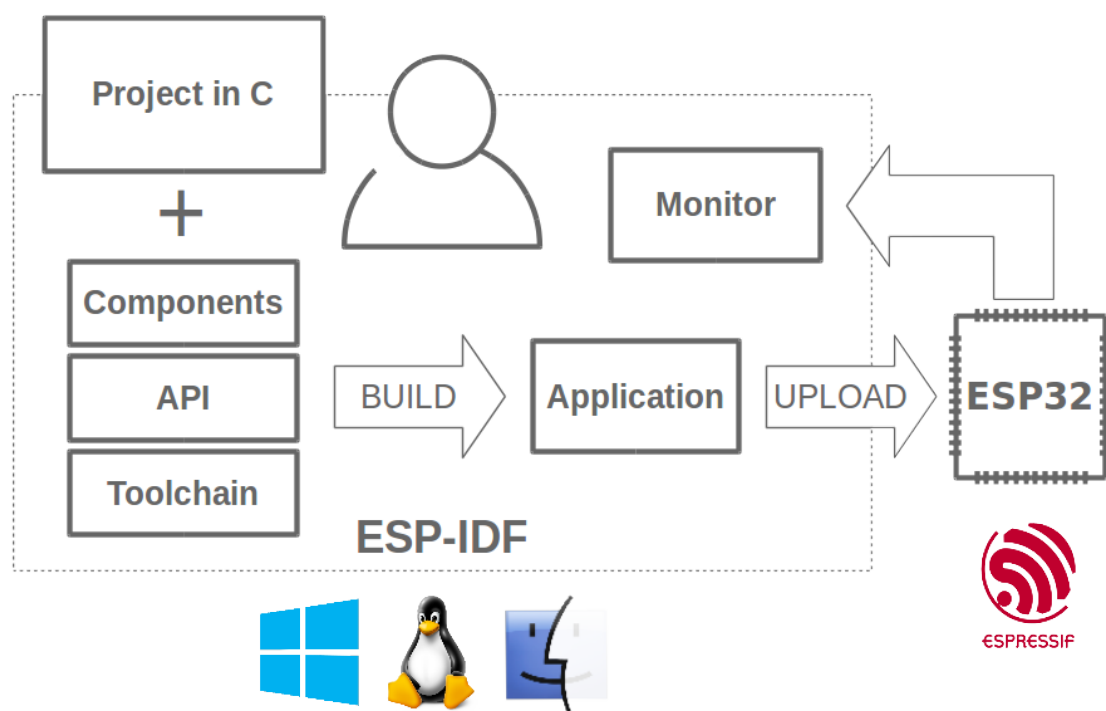 Project in C
+
Components
API
Toolchain
BUILD
Application
UPLOAD
Monitor
ESP32
ESP-IDF
ESPRESSIF